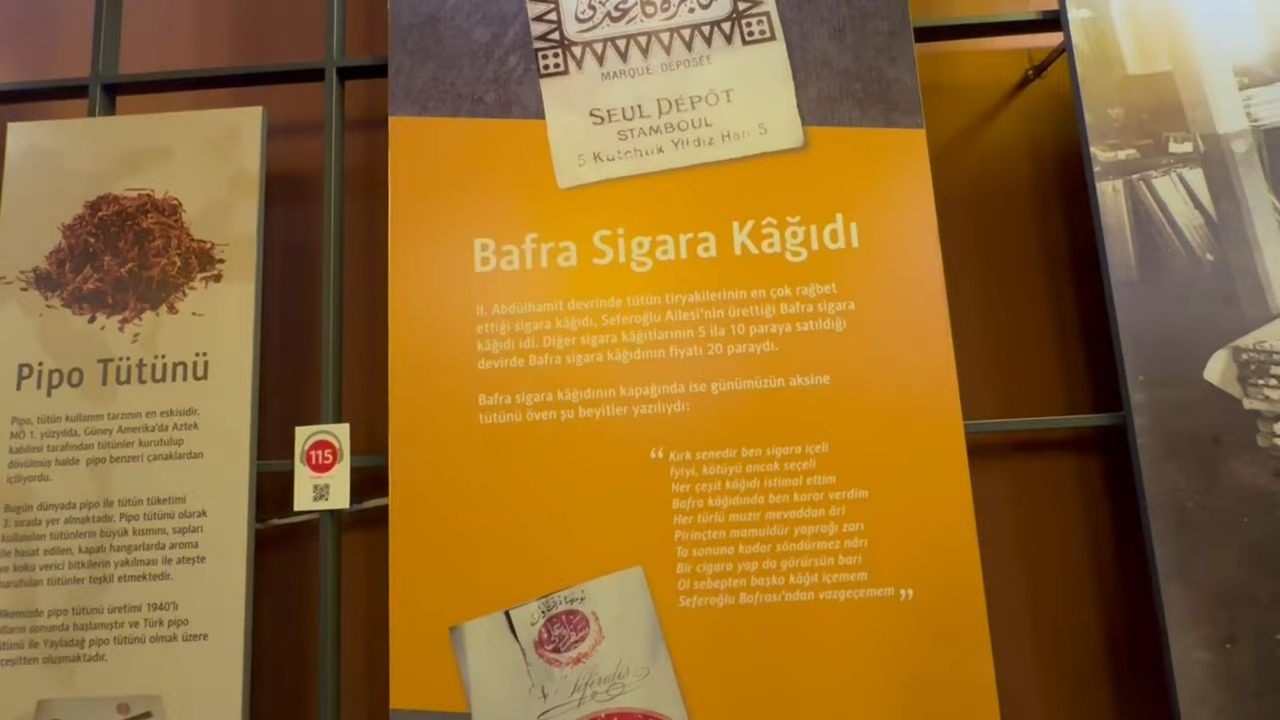 Pipo Tütünü
Pipo, tütün kullanım tarzının en eskisidir.
MÖ 1. yüzyılda, Güney Amerika'da Aztek
kabilesi tarafından tütünler kurutulup
dövülmüş halde pipo benzeri çanaklardan
içiliyordu.
Bugün dünyada pipo ile tütün tüketimi
3. sırada yer almaktadır. Pipo tütünü olarak
kullanılan tütünlerin büyük kısmını, sapları
ile hasat edilen, kapalı hangarlarda aroma
ve koku verici bitkilerin yakılması ile ateşte
kurutulan tütünler teşkil etmektedir.
Ülkemizde pipo tütünü üretimi 1940'lı
yılların sonunda başlamıştır ve Türk pipo
tütünü ile Yayladağ pipo tütünü olmak üzere
çeşitten oluşmaktadır.
115
MARQUE DÉPOSÉE
SEUL DÉPÔT
STAMBOUL
5 Kutchuk Yildiz Han 5
Bafra Sigara Kâğıdı
II. Abdülhamit devrinde tütün tiryakilerinin en çok rağbet
ettiği sigara kâğıdı, Seferoğlu Ailesi'nin ürettiği Bafra sigara
kâğıdı idi. Diğer sigara kâğıtlarının 5 ila 10 paraya satıldığı
devirde Bafra sigara kâğıdının fiyatı 20 paraydı.
Bafra sigara kâğıdının kapağında ise günümüzün aksine
tütünü öven şu beyitler yazılıydı:
“ Kırk senedir ben sigara içeli
İyiyi, kötüyü ancak seçeli
Her çeşit kâğıdı istimal ettim
Bafra kâğıdında ben karar verdim
Her türlü muzır mevaddan âri
Pirinçten mamuldür yaprağı zarı
Ta sonuna kadar söndürmez nârı
Bir cigara yap da görürsün bari
Ol sebepten başka kâğıt içemem
Seferoğlu Bafrası'ndan vazgeçemem ”
Seferidis